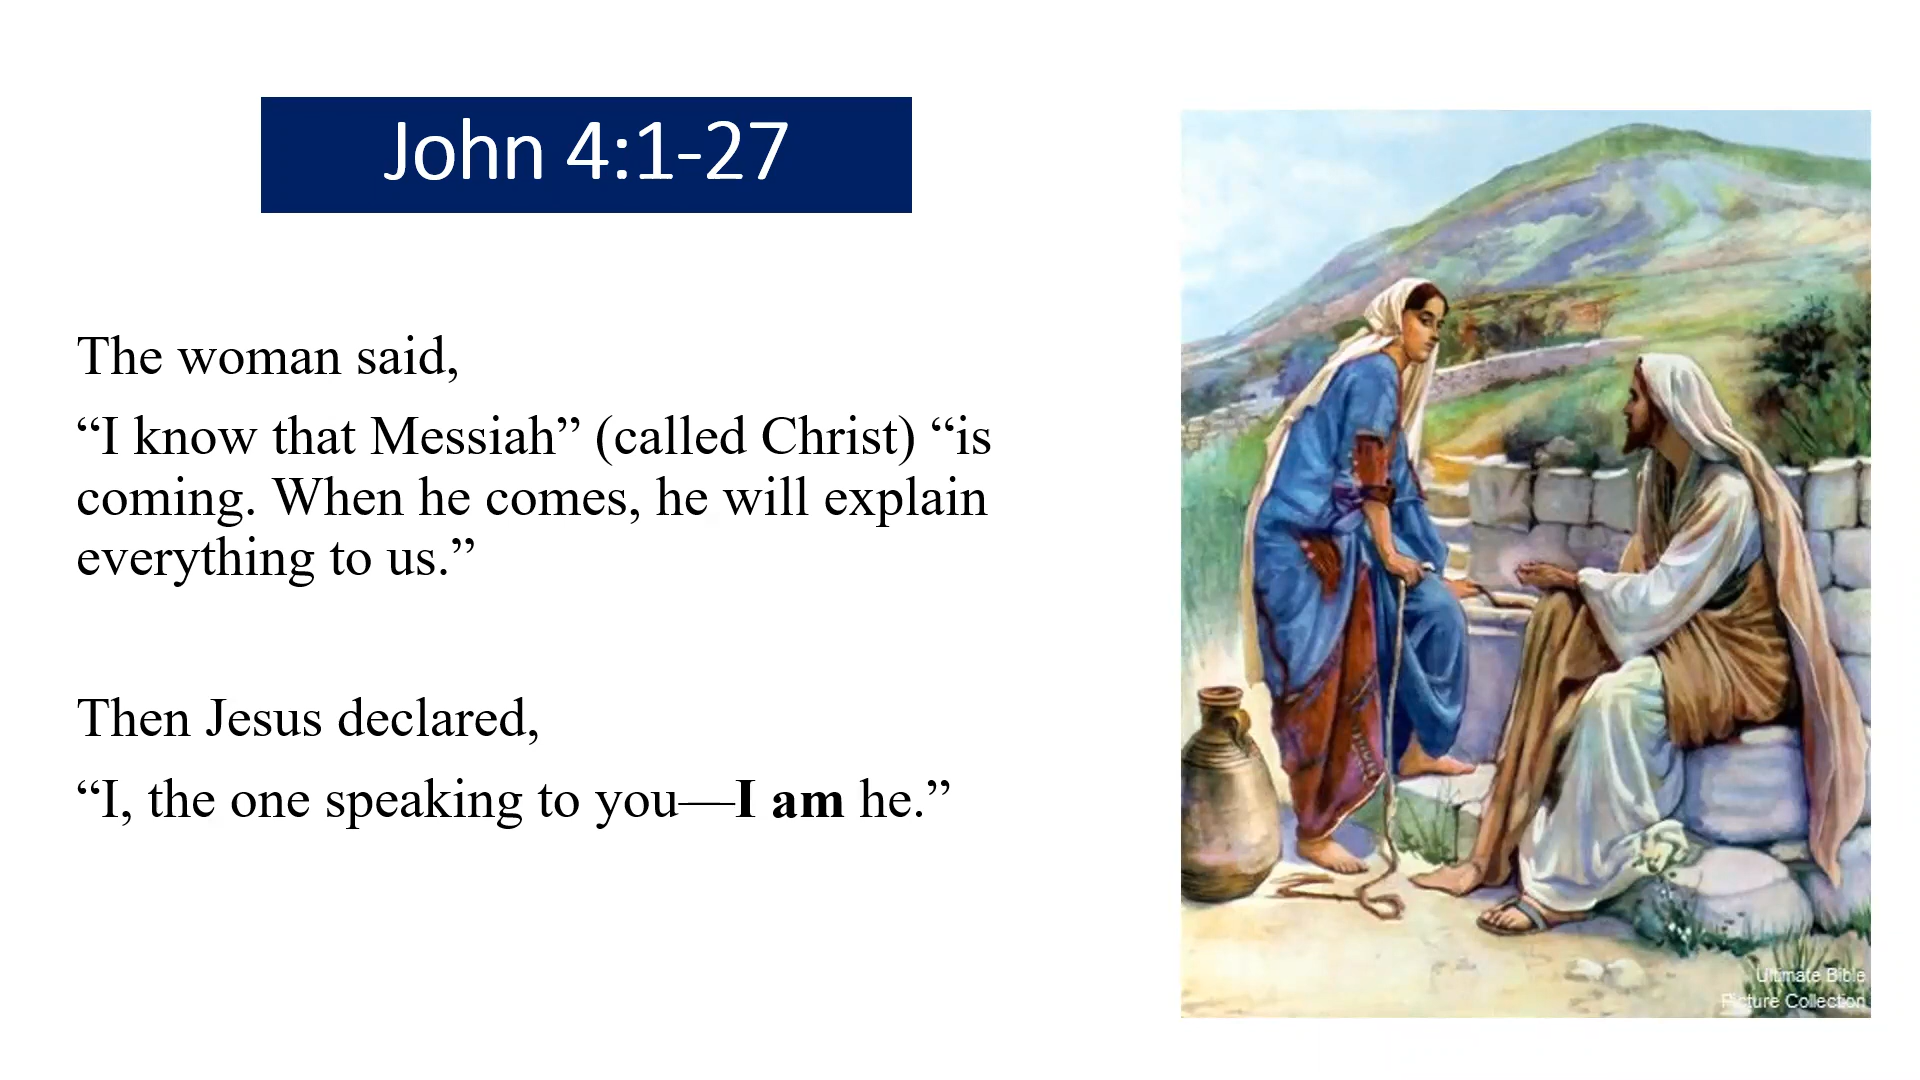 John 4:1-27
The woman said,
“I know that Messiah” (called Christ) “is
coming. When he comes, he will explain
everything to us.”
Then Jesus declared,
“I, the one speaking to you—I am he.”
Ultimate Bible
Picture Collection